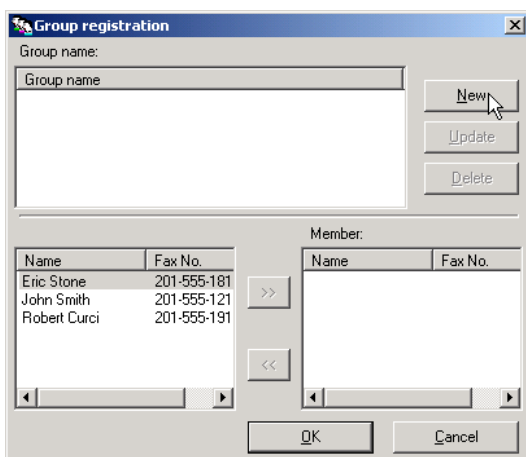 Group registration
Group name:
Group name
New
Update
Delete
Member:
Name Fax No.
Eric Stone 201-555-181
John Smith 201-555-121
Robert Curci 201-555-191
>>
<<
Name Fax No.
OK Cancel